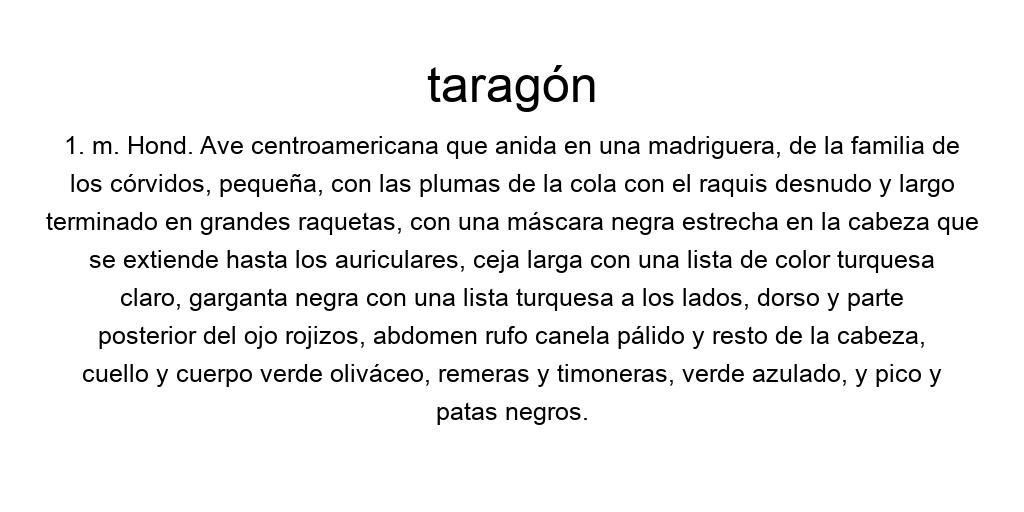 taragón
1. m. Hond. Ave centroamericana que anida en una madriguera, de la familia de
los córvidos, pequeña, con las plumas de la cola con el raquis desnudo y largo
terminado en grandes raquetas, con una máscara negra estrecha en la cabeza que
se extiende hasta los auriculares, ceja larga con una lista de color turquesa
claro, garganta negra con una lista turquesa a los lados, dorso y parte
posterior del ojo rojizos, abdomen rufo canela pálido y resto de la cabeza,
cuello y cuerpo verde oliváceo, remeras y timoneras, verde azulado, y pico y
patas negros.